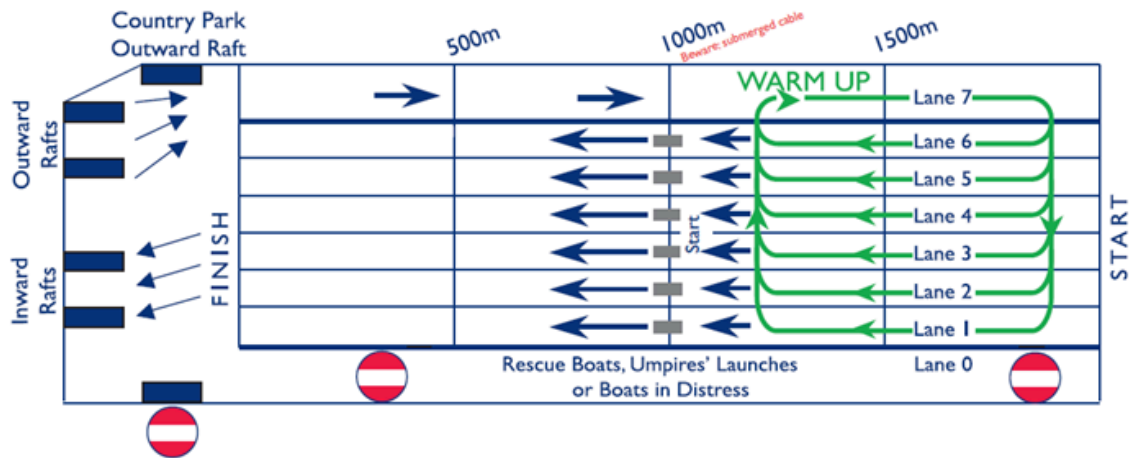 Country Park
Outward Raft
500m
1000m
Beware: submerged cable
1500m
WARM UP
Lane 7
Outward
Rafts
Lane 6
Lane 5
Lane 4
Start
Lane 3
Lane 2
Lane 1
FINISH
START
Inward
Rafts
Rescue Boats, Umpires' Launches
or Boats in Distress
Lane 0